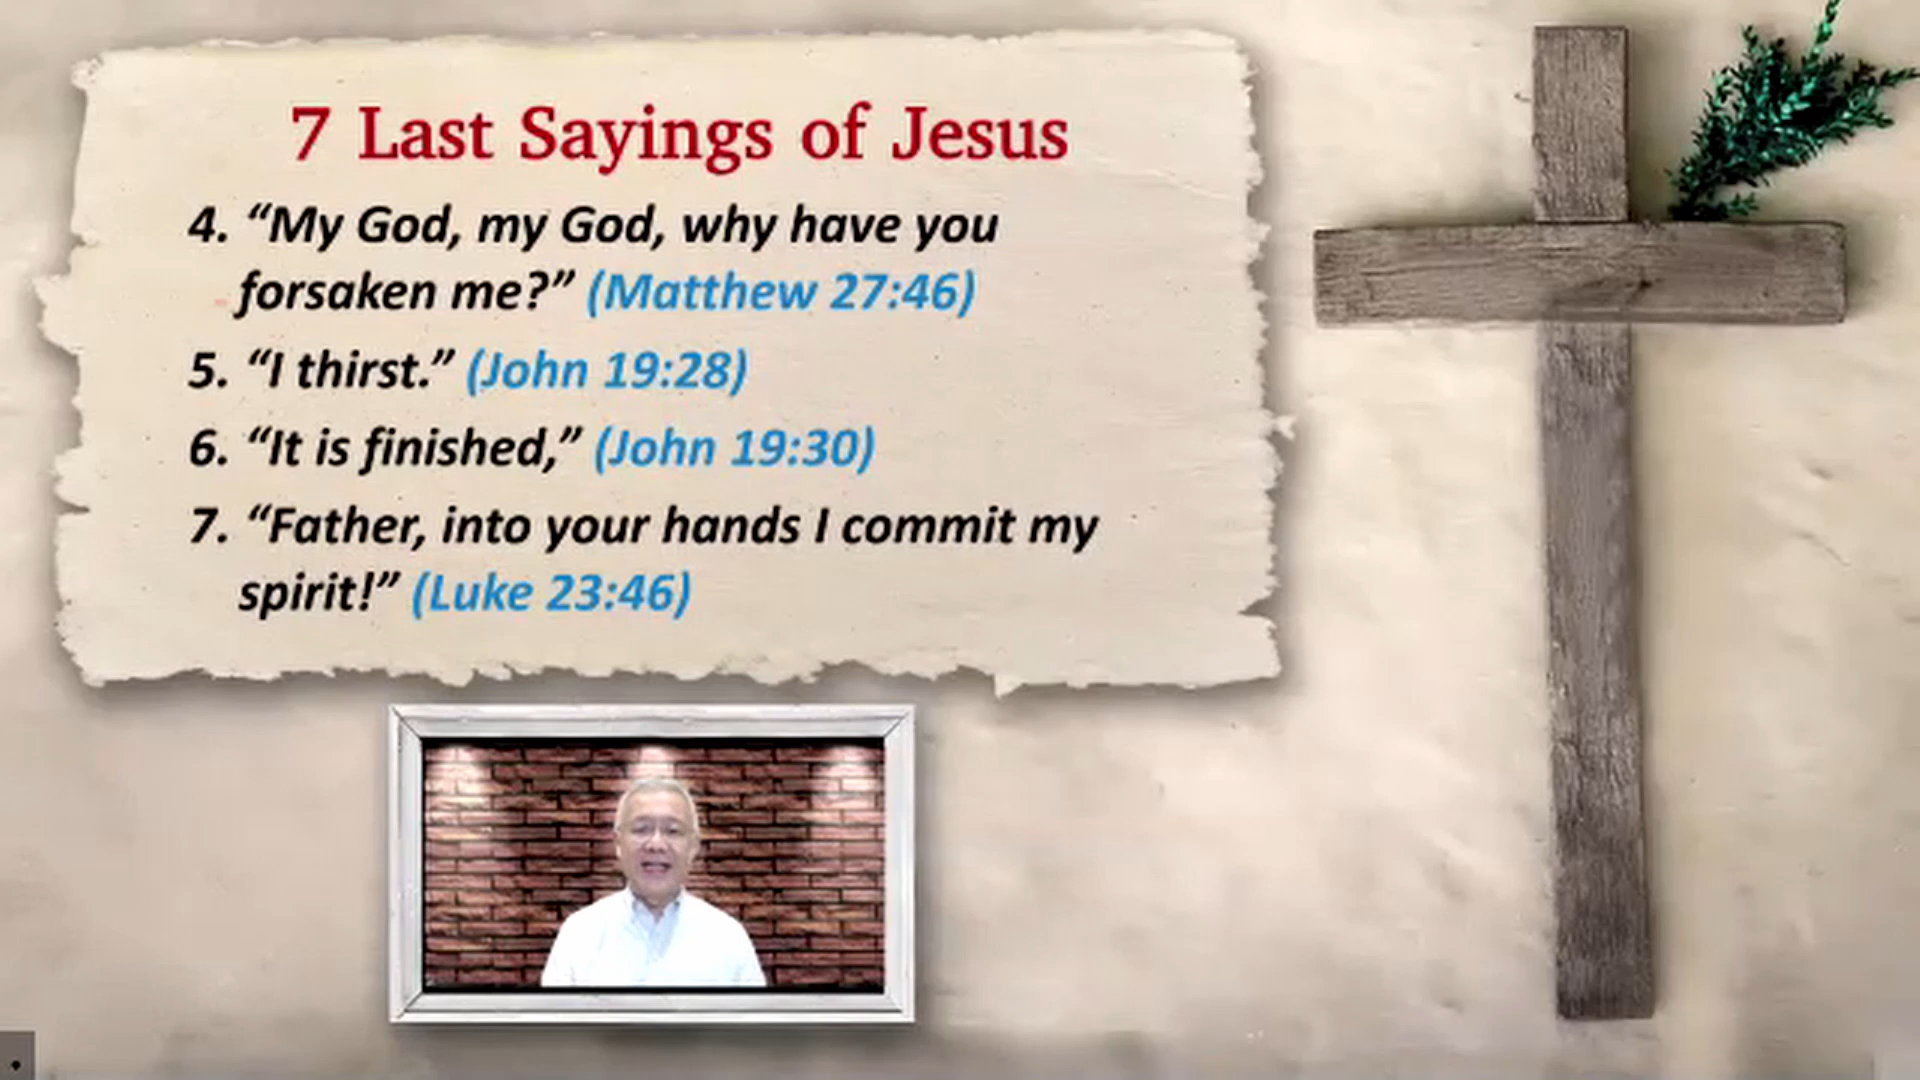 7 Last Sayings of Jesus
4. “My God, my God, why have you
forsaken me?” (Matthew 27:46)
5. “I thirst.” (John 19:28)
6. “It is finished,” (John 19:30)
7. “Father, into your hands I commit my
spirit!” (Luke 23:46)